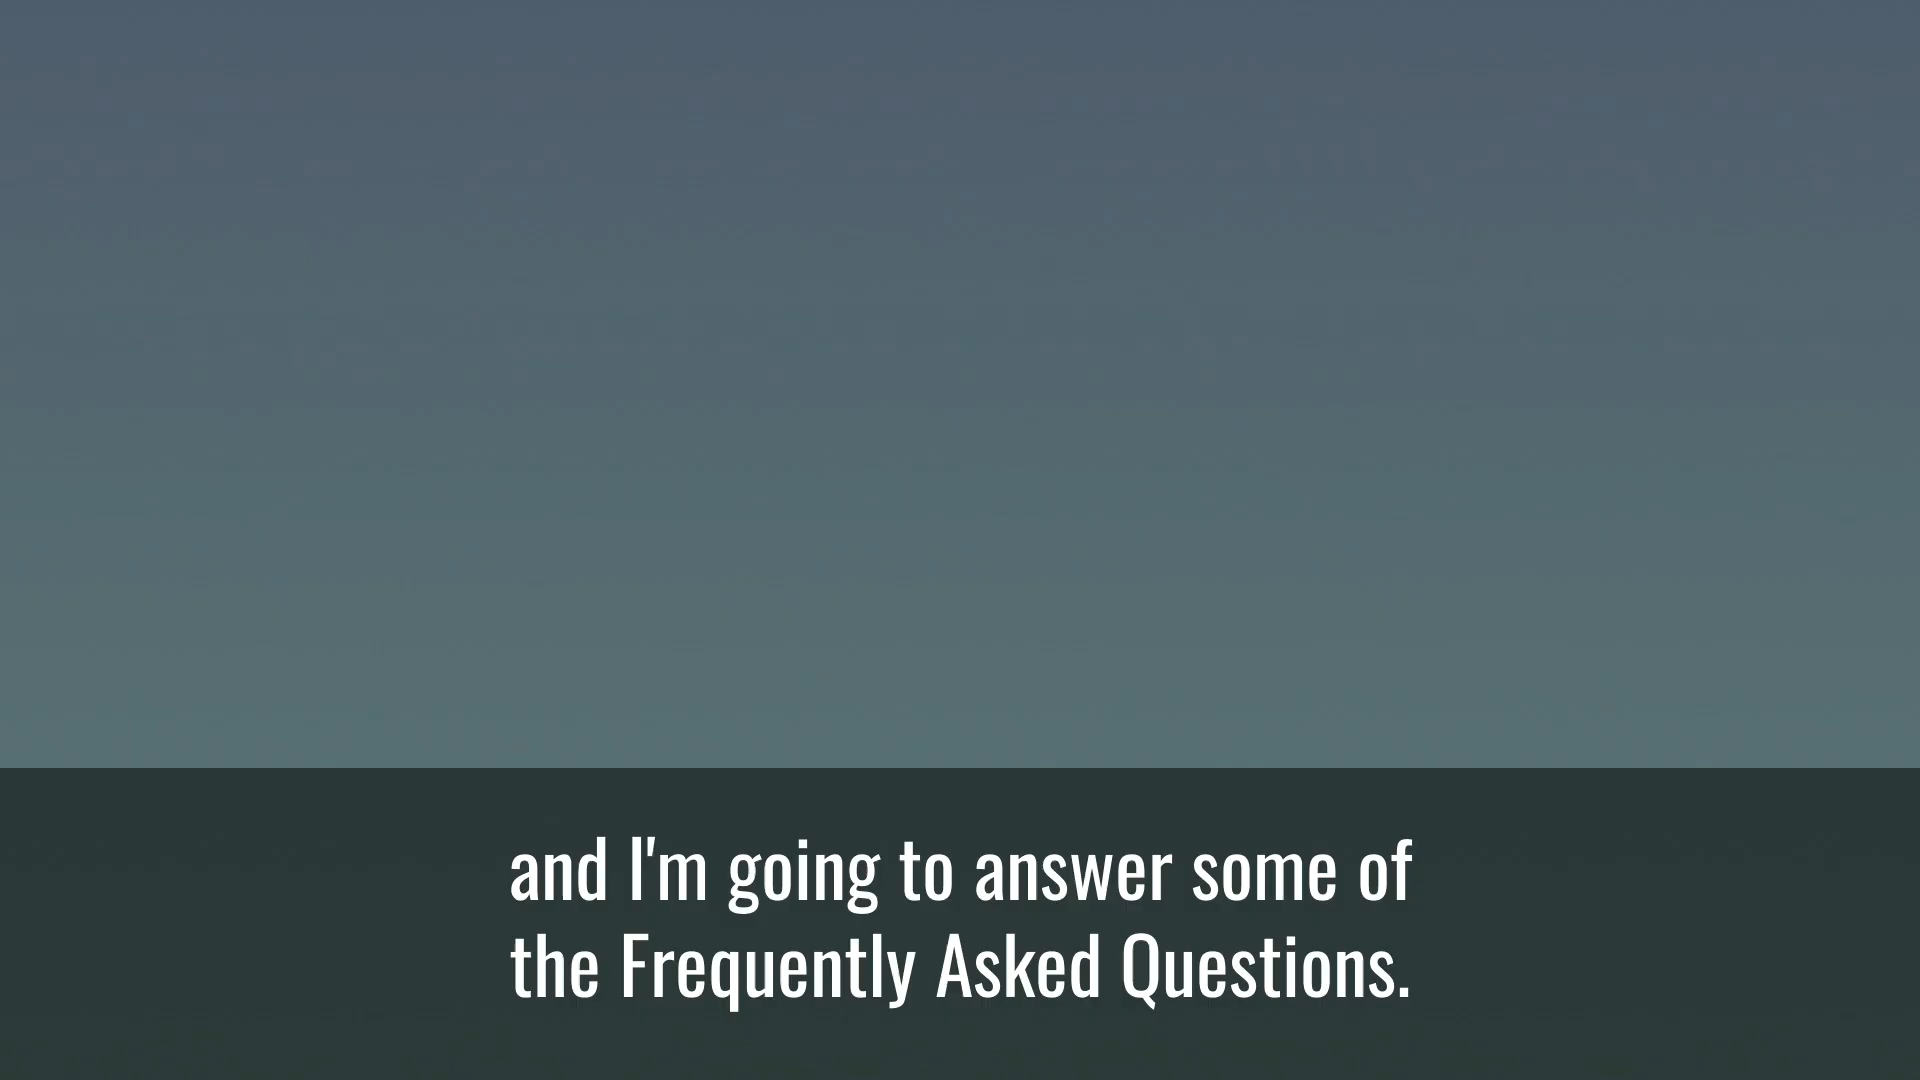 and I'm going to answer some of
the Frequently Asked Questions.